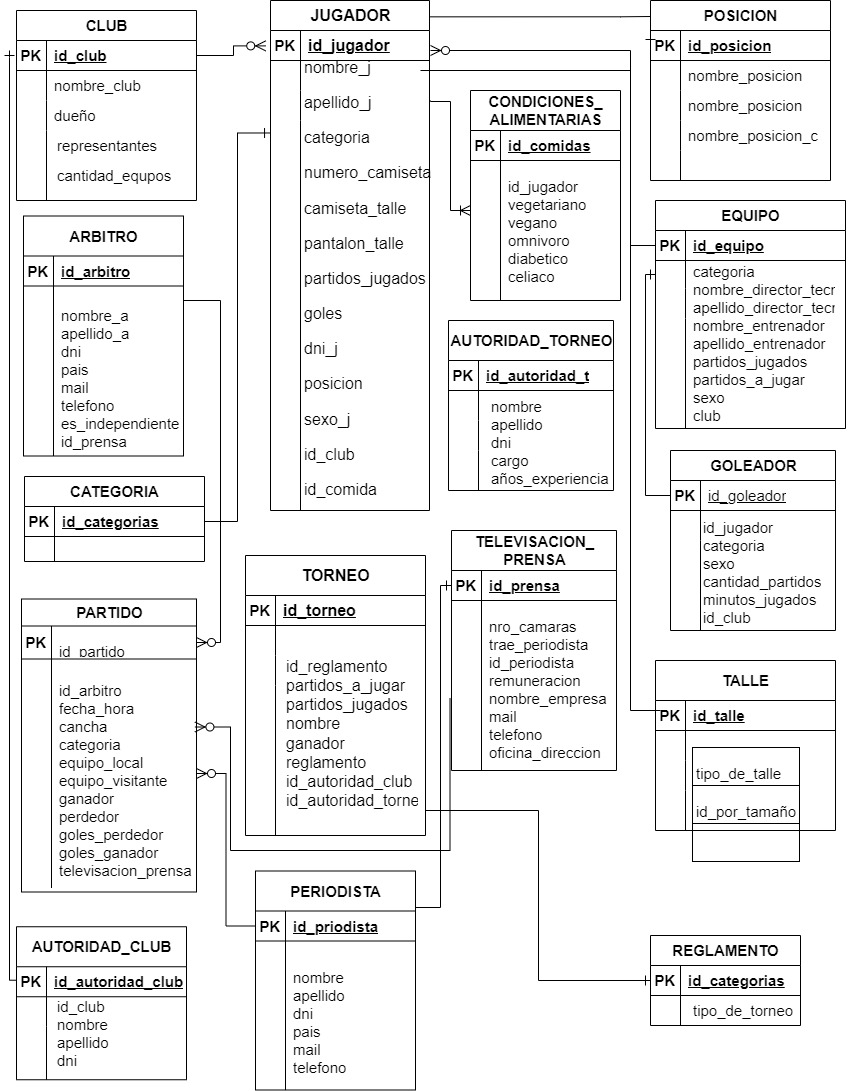 CLUB
PK id_club
nombre_club
dueño
representantes
cantidad_equpos
JUGADOR
PK id_jugador
nombre_j
apellido_j
categoria
numero_camiseta
camiseta_talle
pantalon_talle
partidos_jugados
goles
dni_j
posicion
sexo_j
id_club
id_comida
POSICION
PK id_posicion
nombre_posicion
nombre_posicion
nombre_posicion_c
CONDICIONES_
ALIMENTARIAS
PK id_comidas
id_jugador
vegetariano
vegano
omnivoro
diabetico
celiaco
EQUIPO
PK id_equipo
categoria
nombre_director_tecr
apellido_director_tecr
nombre_entrenador
apellido_entrenador
partidos_jugados
partidos_a_jugar
sexo
club
ARBITRO
PK id_arbitro
nombre_a
apellido_a
dni
pais
mail
telefono
es_independiente
id_prensa
AUTORIDAD_TORNEO
PK id_autoridad_t
nombre
apellido
dni
cargo
años_experiencia
GOLEADOR
PK id_goleador
id_jugador
categoria
sexo
cantidad_partidos
minutos_jugados
id_club
CATEGORIA
PK id_categorias
TORNEO
PK id_torneo
id_reglamento
partidos_a_jugar
partidos_jugados
nombre
ganador
reglamento
id_autoridad_club
id_autoridad_torne
TELEVISACION_
PRENSA
PK id_prensa
nro_camaras
trae_periodista
id_periodista
remuneracion
nombre_empresa
mail
telefono
oficina_direccion
PARTIDO
PK id_partido
id_arbitro
fecha_hora
cancha
categoria
equipo_local
equipo_visitante
ganador
perdedor
goles_perdedor
goles_ganador
televisacion_prensa
TALLE
PK id_talle
tipo_de_talle
id_por_tamaño
PERIODISTA
PK id_priodista
nombre
apellido
dni
pais
mail
telefono
AUTORIDAD_CLUB
PK id_autoridad_club
id_club
nombre
apellido
dni
REGLAMENTO
PK id_categorias
tipo_de_torneo